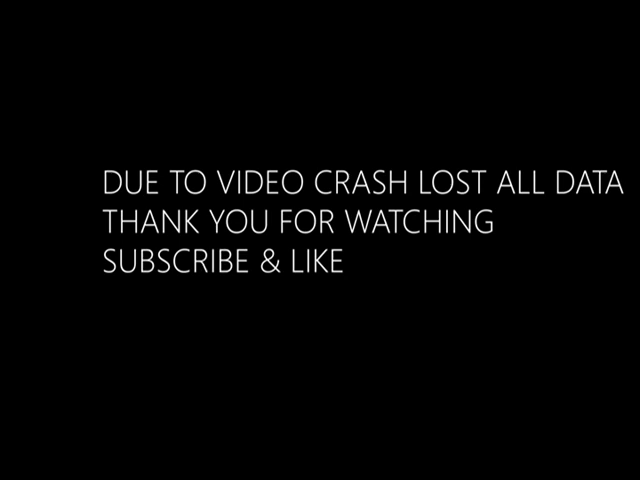 DUE TO VIDEO CRASH LOST ALL DATA
THANK YOU FOR WATCHING
SUBSCRIBE & LIKE